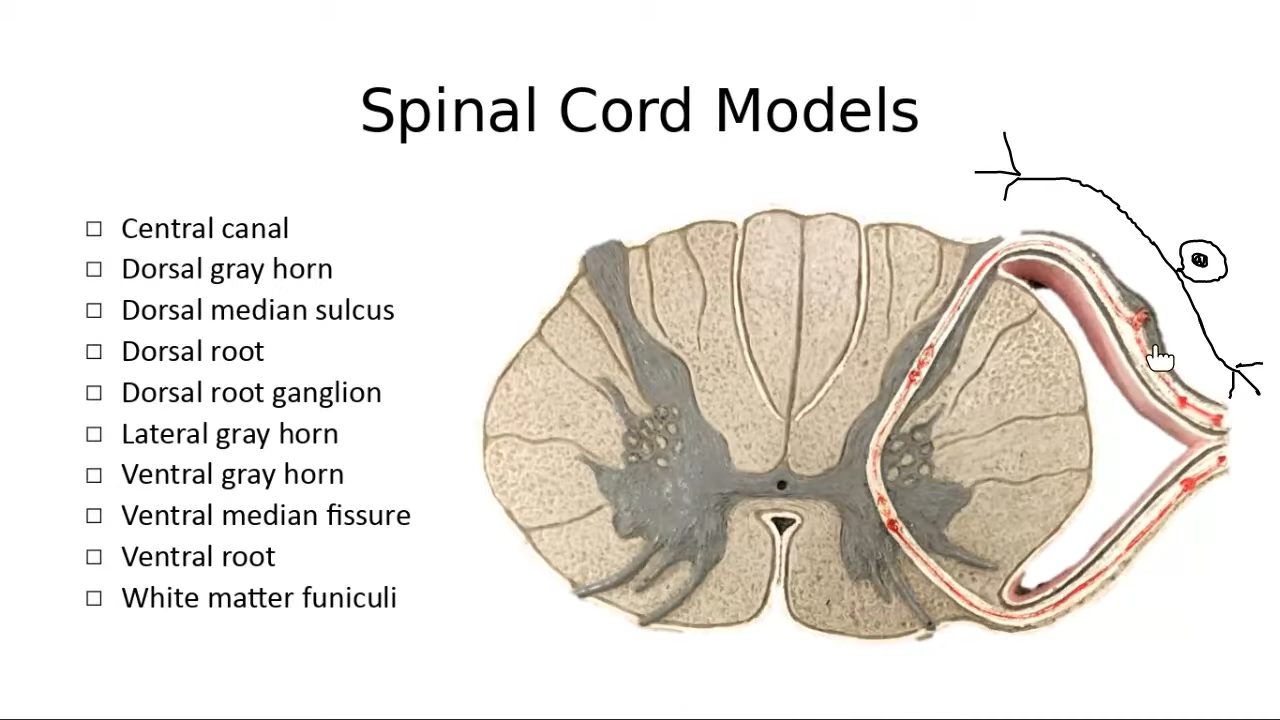 Spinal Cord Models
☐ Central canal
☐ Dorsal gray horn
☐ Dorsal median sulcus
☐ Dorsal root
☐ Dorsal root ganglion
☐ Lateral gray horn
☐ Ventral gray horn
☐ Ventral median fissure
☐ Ventral root
☐ White matter funiculi